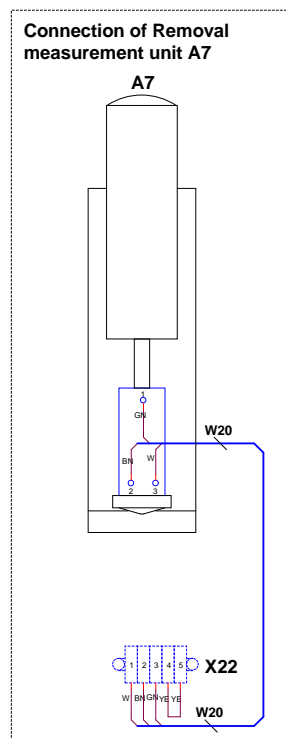 Connection of Removal
measurement unit A7
A7
1
GN
W20
BN
W
2
3
1
2
3
4
5
X22
W
BN
GN
YE
YE
W20